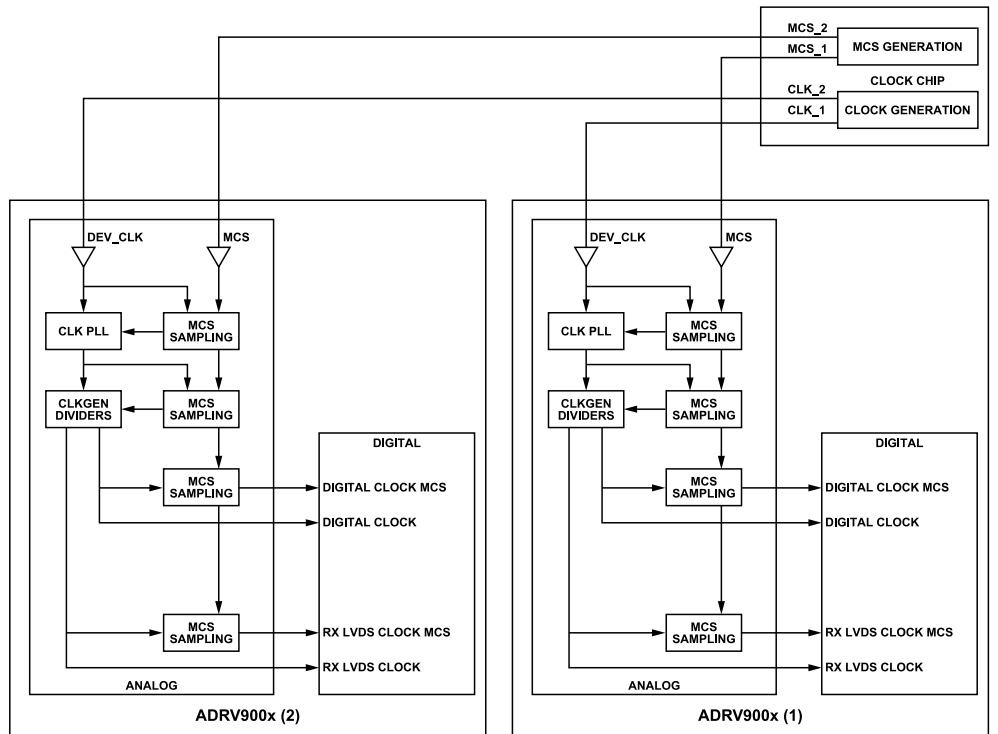 MCS_2
MCS_1
MCS GENERATION
CLOCK CHIP
CLK_2
CLK_1
CLOCK GENERATION
DEV_CLK
MCS
CLK PLL
MCS
SAMPLING
CLKGEN
DIVIDERS
MCS
SAMPLING
DIGITAL
MCS
SAMPLING
DIGITAL CLOCK MCS
DIGITAL CLOCK
MCS
SAMPLING
RX LVDS CLOCK MCS
RX LVDS CLOCK
ANALOG
ADRV900x (2)
DEV_CLK
MCS
CLK PLL
MCS
SAMPLING
CLKGEN
DIVIDERS
MCS
SAMPLING
DIGITAL
MCS
SAMPLING
DIGITAL CLOCK MCS
DIGITAL CLOCK
MCS
SAMPLING
RX LVDS CLOCK MCS
RX LVDS CLOCK
ANALOG
ADRV900x (1)